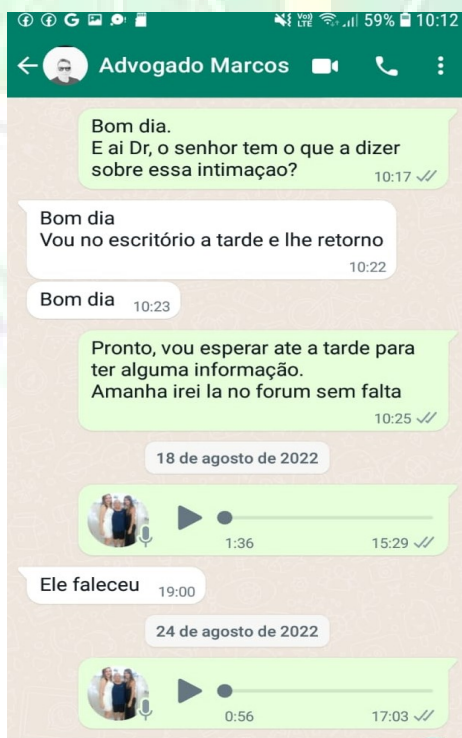 59% 10:12
Advogado Marcos
Bom dia.
E ai Dr, o senhor tem o que a dizer
sobre essa intimaçao?
10:17
Bom dia
Vou no escritório a tarde e lhe retorno
10:22
Bom dia 10:23
Pronto, vou esperar ate a tarde para
ter alguma informação.
Amanha irei la no forum sem falta
10:25
18 de agosto de 2022
1:36 15:29
Ele faleceu 19:00
24 de agosto de 2022
0:56 17:03